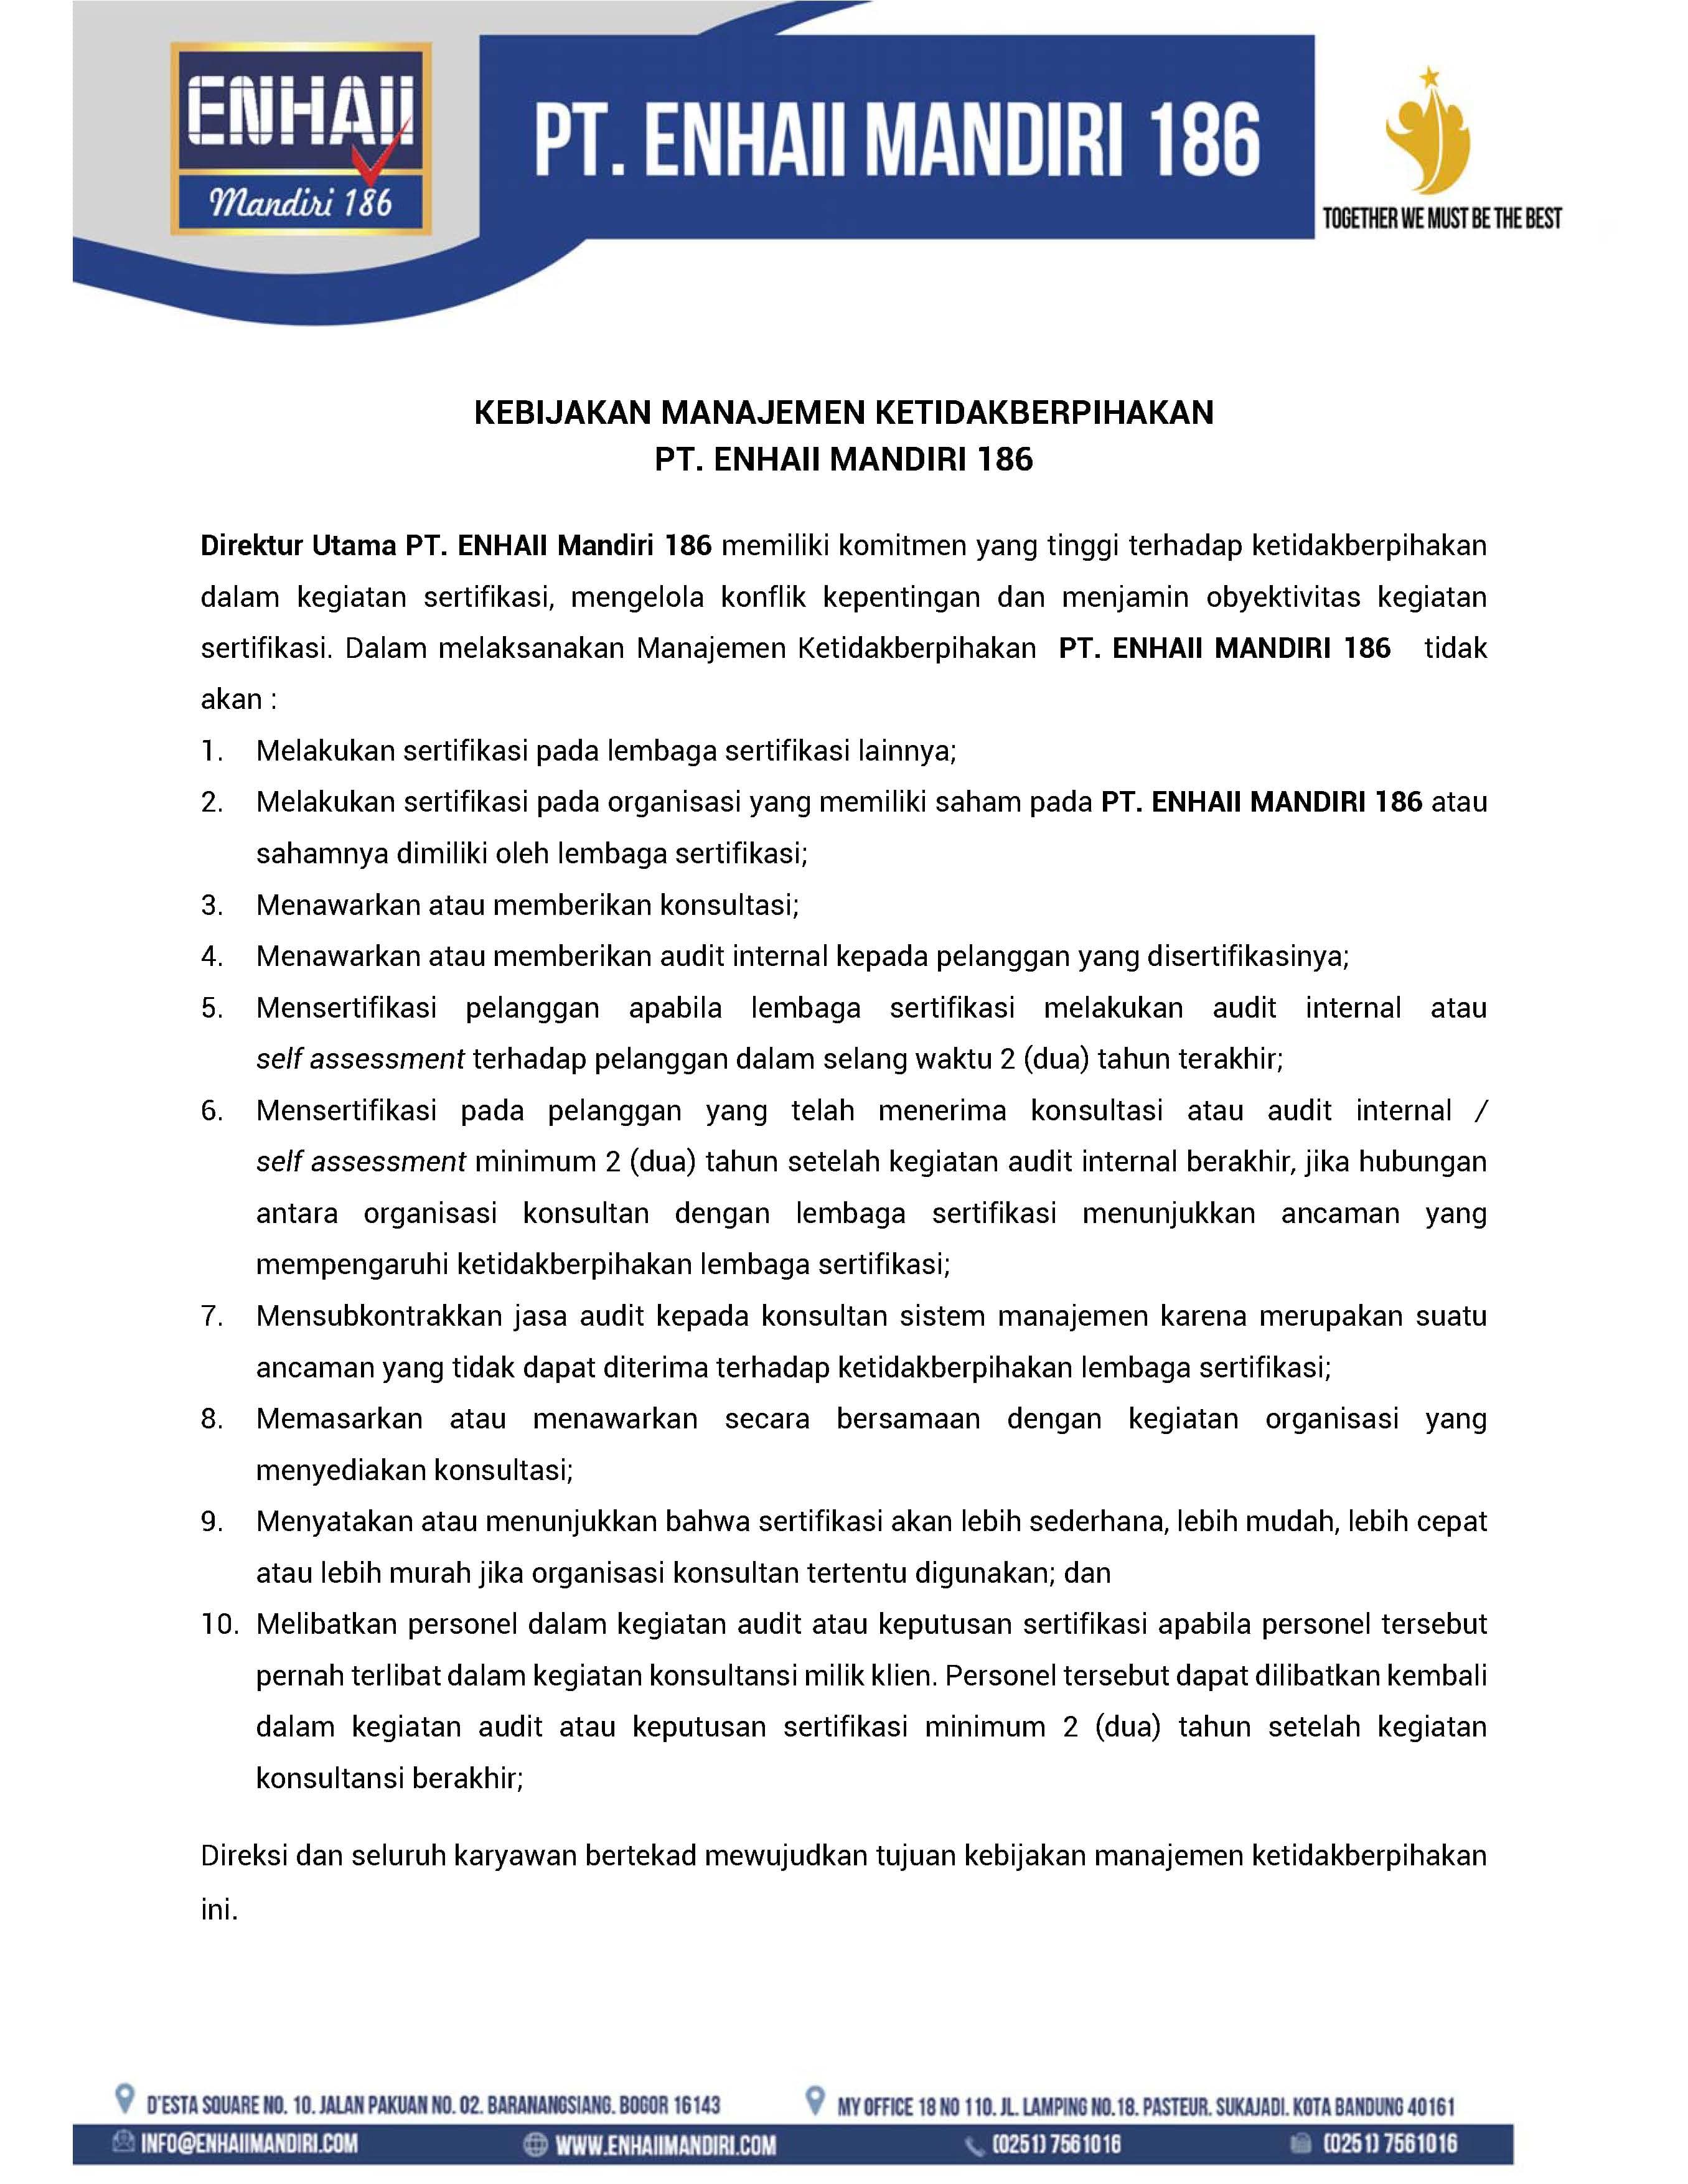 ENHAII
Mandiri 186
PT. ENHAII MANDIRI 186
TOGETHER WE MUST BE THE BEST
KEBIJAKAN MANAJEMEN KETIDAKBERPIHAKAN
PT. ENHAII MANDIRI 186
Direktur Utama PT. ENHAII Mandiri 186 memiliki komitmen yang tinggi terhadap ketidakberpihakan
dalam kegiatan sertifikasi, mengelola konflik kepentingan dan menjamin obyektivitas kegiatan
sertifikasi. Dalam melaksanakan Manajemen Ketidakberpihakan PT. ENHAII MANDIRI 186 tidak
akan :
1. Melakukan sertifikasi pada lembaga sertifikasi lainnya;
2. Melakukan sertifikasi pada organisasi yang memiliki saham pada PT. ENHAII MANDIRI 186 atau
sahamnya dimiliki oleh lembaga sertifikasi;
3. Menawarkan atau memberikan konsultasi;
4. Menawarkan atau memberikan audit internal kepada pelanggan yang disertifikasinya;
5. Mensertifikasi pelanggan apabila lembaga sertifikasi melakukan audit internal atau
self assessment terhadap pelanggan dalam selang waktu 2 (dua) tahun terakhir;
6. Mensertifikasi pada pelanggan yang telah menerima konsultasi atau audit internal /
self assessment minimum 2 (dua) tahun setelah kegiatan audit internal berakhir, jika hubungan
antara organisasi konsultan dengan lembaga sertifikasi menunjukkan ancaman yang
mempengaruhi ketidakberpihakan lembaga sertifikasi;
7. Mensubkontrakkan jasa audit kepada konsultan sistem manajemen karena merupakan suatu
ancaman yang tidak dapat diterima terhadap ketidakberpihakan lembaga sertifikasi;
8. Memasarkan atau menawarkan secara bersamaan dengan kegiatan organisasi yang
menyediakan konsultasi;
9. Menyatakan atau menunjukkan bahwa sertifikasi akan lebih sederhana, lebih mudah, lebih cepat
atau lebih murah jika organisasi konsultan tertentu digunakan; dan
10. Melibatkan personel dalam kegiatan audit atau keputusan sertifikasi apabila personel tersebut
pernah terlibat dalam kegiatan konsultansi milik klien. Personel tersebut dapat dilibatkan kembali
dalam kegiatan audit atau keputusan sertifikasi minimum 2 (dua) tahun setelah kegiatan
konsultansi berakhir;
Direksi dan seluruh karyawan bertekad mewujudkan tujuan kebijakan manajemen ketidakberpihakan
ini.
D'ESTA SQUARE NO. 10. JALAN PAKUAN NO. 02. BARANANGSIANG. BOGOR 16143
MY OFFICE 18 NO 110. JL. LAMPING NO.18. PASTEUR. SUKAJADI. KOTA BANDUNG 40161
INFO@ENHAIIMANDIRI.COM
WWW.ENHAIIMANDIRI.COM
(0251) 7561016
(0251) 7561016